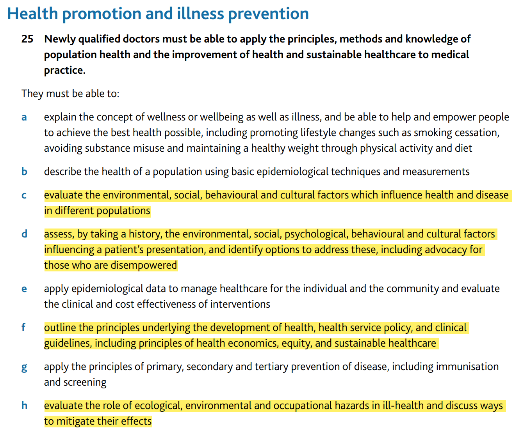 Health promotion and illness prevention
25 Newly qualified doctors must be able to apply the principles, methods and knowledge of
population health and the improvement of health and sustainable healthcare to medical
practice.
They must be able to:
a explain the concept of wellness or wellbeing as well as illness, and be able to help and empower people
to achieve the best health possible, including promoting lifestyle changes such as smoking cessation,
avoiding substance misuse and maintaining a healthy weight through physical activity and diet
b describe the health of a population using basic epidemiological techniques and measurements
c evaluate the environmental, social, behavioural and cultural factors which influence health and disease
in different populations
d assess, by taking a history, the environmental, social, psychological, behavioural and cultural factors
influencing a patient's presentation, and identify options to address these, including advocacy for
those who are disempowered
e apply epidemiological data to manage healthcare for the individual and the community and evaluate
the clinical and cost effectiveness of interventions
f outline the principles underlying the development of health, health service policy, and clinical
guidelines, including principles of health economics, equity, and sustainable healthcare
g apply the principles of primary, secondary and tertiary prevention of disease, including immunisation
and screening
h evaluate the role of ecological, environmental and occupational hazards in ill-health and discuss ways
to mitigate their effects